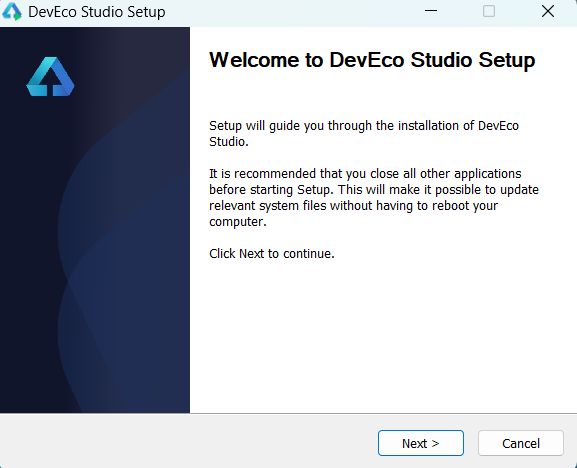 DevEco Studio Setup
Welcome to DevEco Studio Setup
Setup will guide you through the installation of DevEco
Studio.
It is recommended that you close all other applications
before starting Setup. This will make it possible to update
relevant system files without having to reboot your
computer.
Click Next to continue.
Next >
Cancel